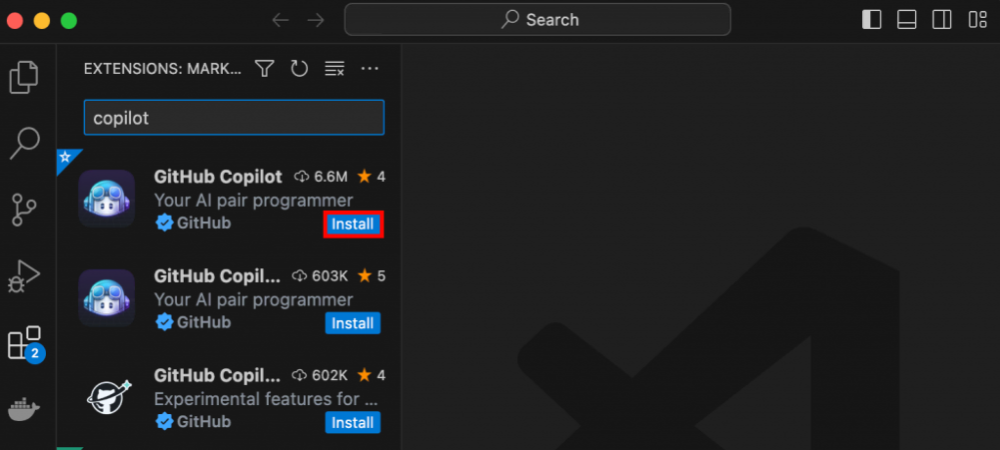 Search
EXTENSIONS: MARK...
copilot
GitHub Copilot 6.6M 4
Your AI pair programmer
GitHub Install
GitHub Copil... 603K 5
Your AI pair programmer
GitHub Install
2
GitHub Copil... 602K 4
Experimental features for ...
GitHub Install